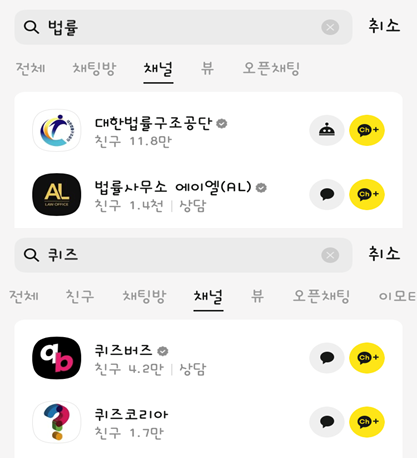 법률 취소
전체 채팅방 채널 뷰 오픈채팅
대한법률구조공단
친구 11.8만
Ch+
AL
LAW OFFICE
법률사무소 에이엘(AL)
친구 1.4천 | 상담
Ch+
퀴즈 취소
전체 친구 채팅방 채널 뷰 오픈채팅 이모티
qb
퀴즈버즈
친구 4.2만 | 상담
Ch+
퀴즈코리아
친구 1.7만
Ch+